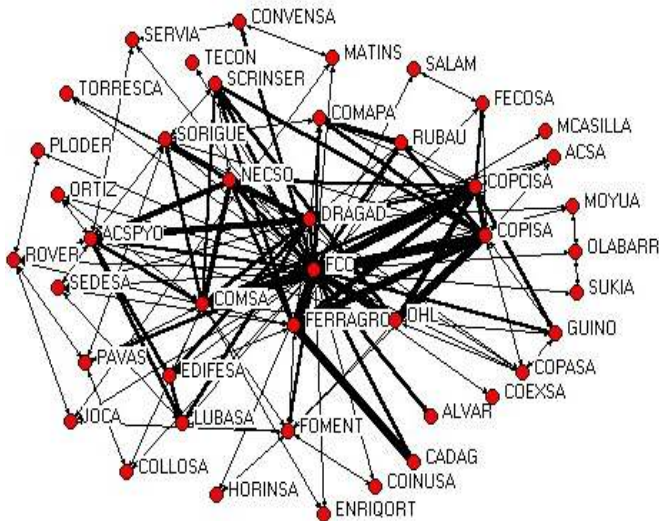 CONVENSA
SERVIA
TECON
MATINS
SALAM
SCRINSER
TORRESCA
FECOSA
COMAPA
MCASILLA
SORIGUE
RUBAU
PLODER
ACSA
NECSO
COPCISA
ORTIZ
MOYUA
DRAGAD
ACSPYO
COPISA
OLABARR
ROVER
FCC
SEDESA
SUKIA
COMSA
FERRAGRO
OHL
GUINO
PAVAS
EDIFESA
COPASA
COEXSA
JOCA
LUBASA
ALVAR
FOMENT
CADAG
COLLOSA
COINUSA
HORINSA
ENRIQORT